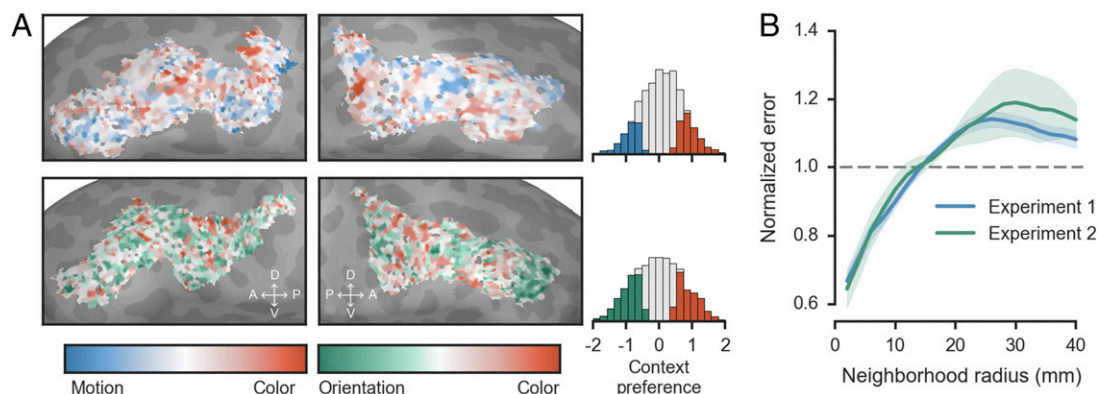 A
D
A P
V
D
P A
V
Motion Color
Orientation Color
-2 -1 0 1 2
Context
preference
B
1.4
1.2
1.0
0.8
0.6
Normalized error
Experiment 1
Experiment 2
0 10 20 30 40
Neighborhood radius (mm)